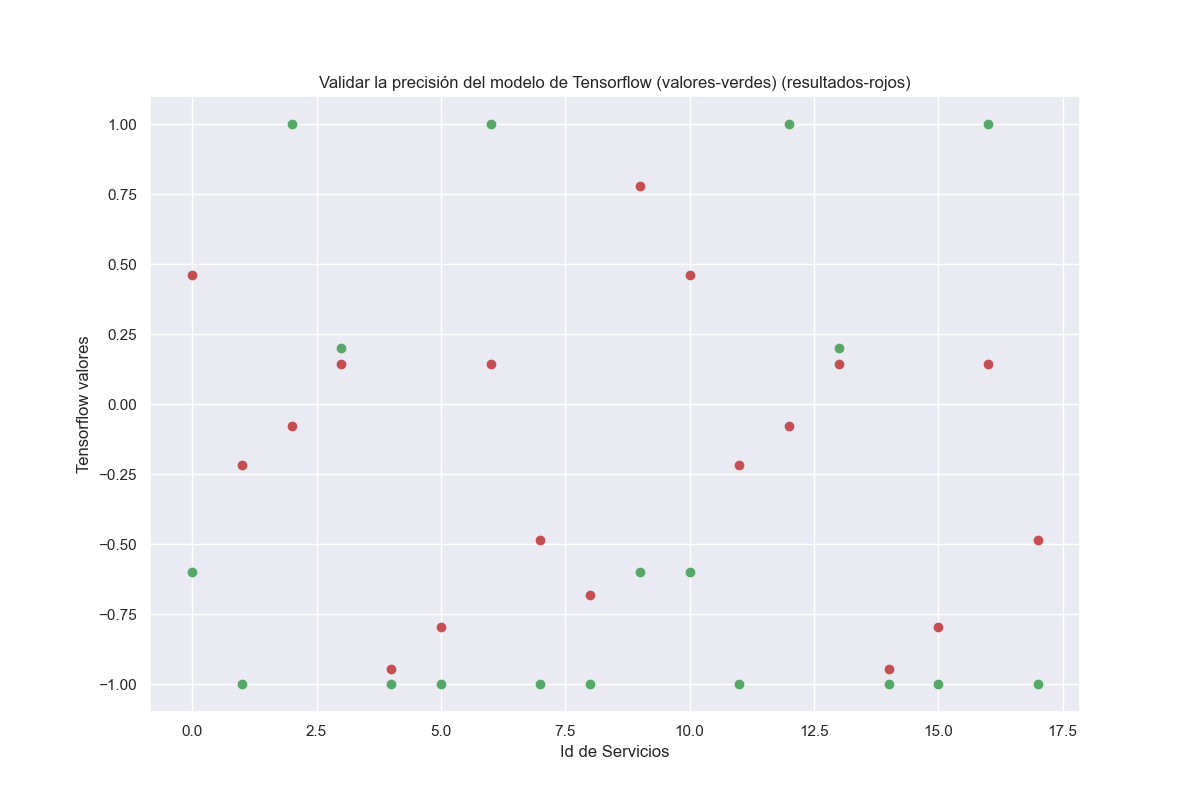 Validar la precisión del modelo de Tensorflow (valores-verdes) (resultados-rojos)
Tensorflow valores
1.00
0.75
0.50
0.25
0.00
−0.25
−0.50
−0.75
−1.00
0.0 2.5 5.0 7.5 10.0 12.5 15.0 17.5
Id de Servicios